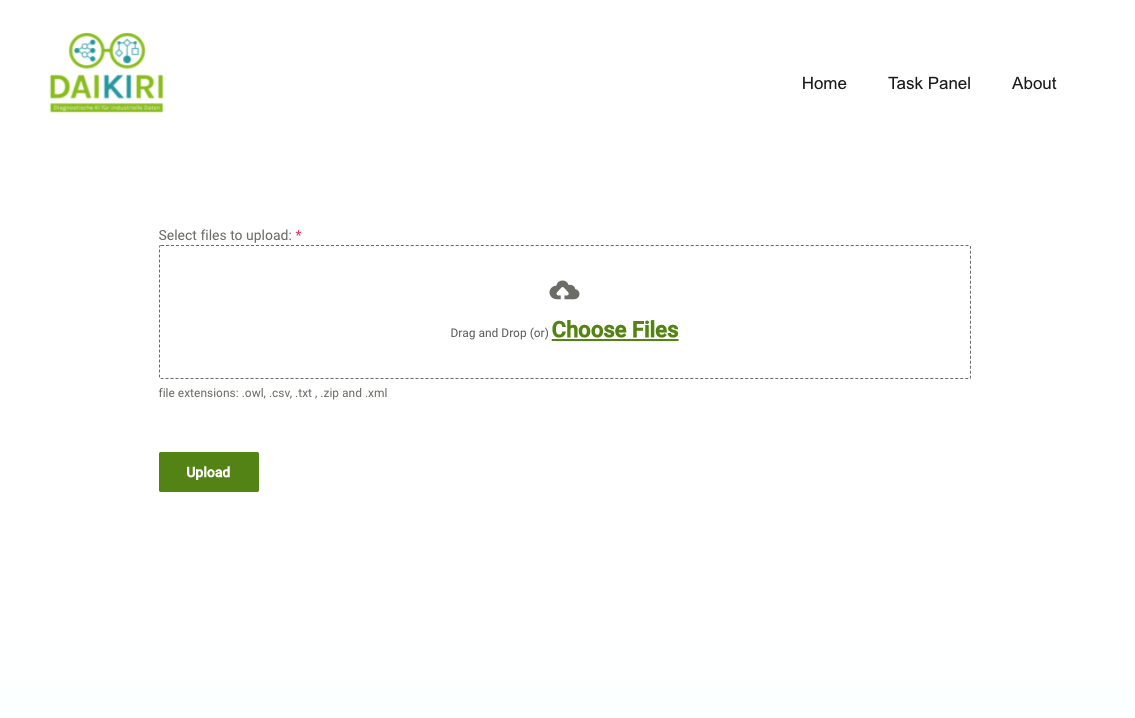 DAIKIRI
Diagnostische KI für industrielle Daten
Home Task Panel About
Select files to upload: *
Drag and Drop (or) Choose Files
file extensions: .owl, .csv, .txt , .zip and .xml
Upload